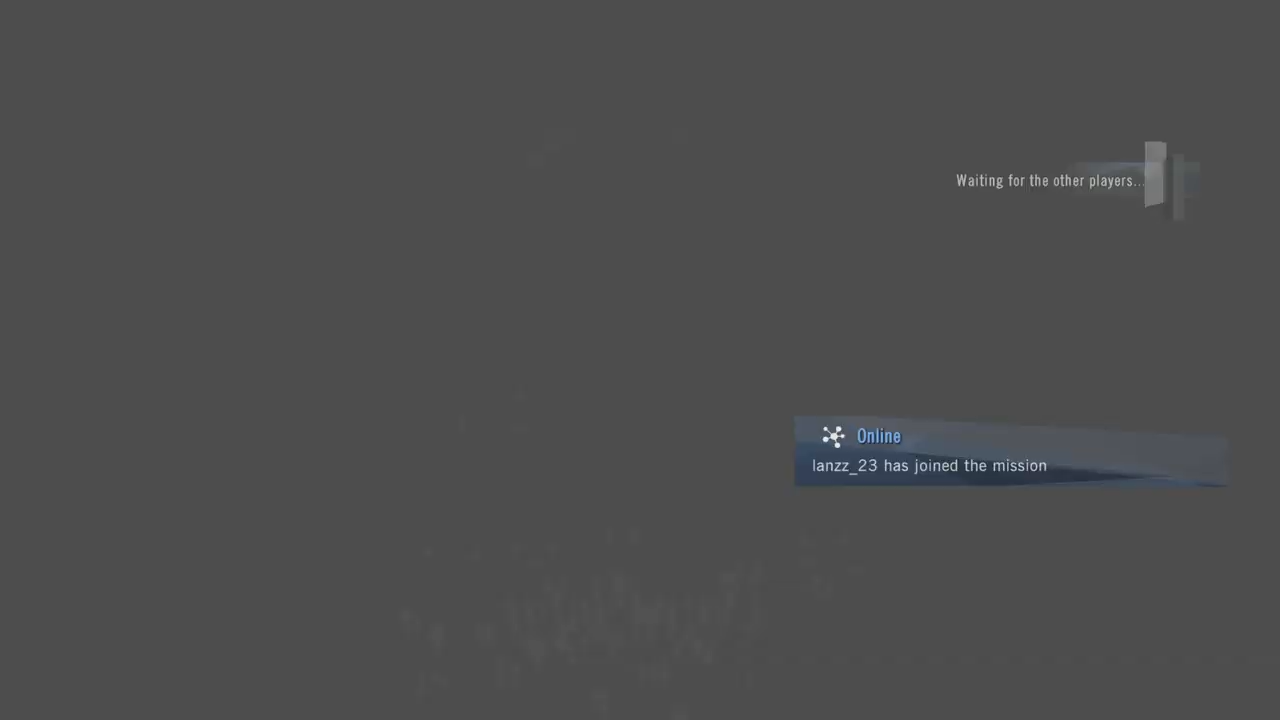 Waiting for the other players...
Online
lanzz_23 has joined the mission